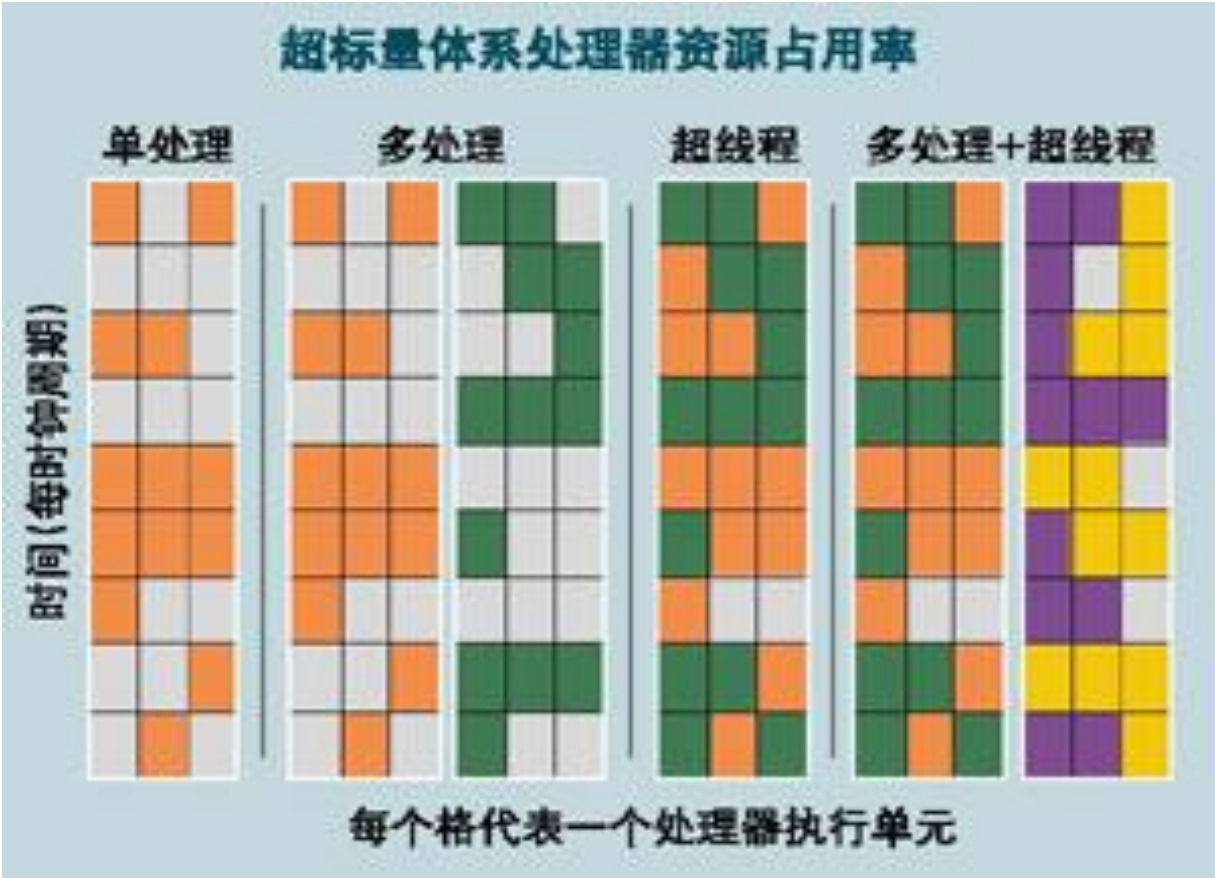 超标量体系处理器资源占用率
单处理
多处理
超线程
多处理+超线程
时间(每时钟周期)
每个格代表一个处理器执行单元